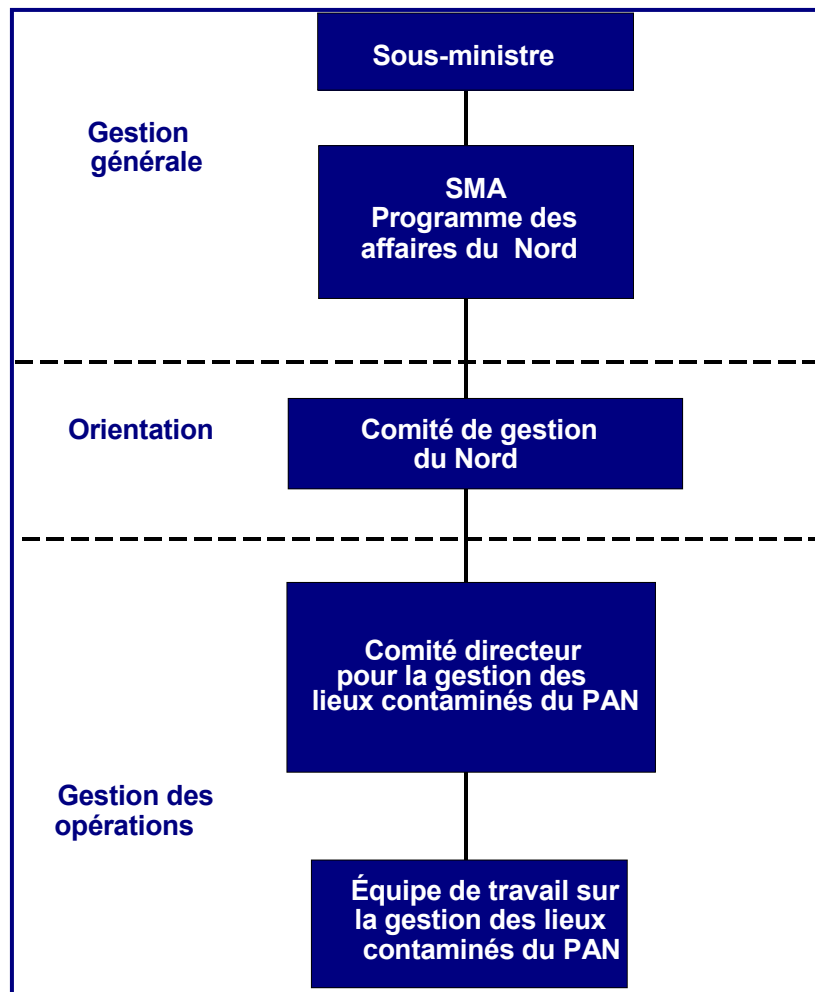 Sous-ministre
Gestion
générale
SMA
Programme des
affaires du Nord
Orientation
Comité de gestion
du Nord
Comité directeur
pour la gestion des
lieux contaminés du PAN
Gestion des
opérations
Équipe de travail sur
la gestion des lieux
contaminés du PAN